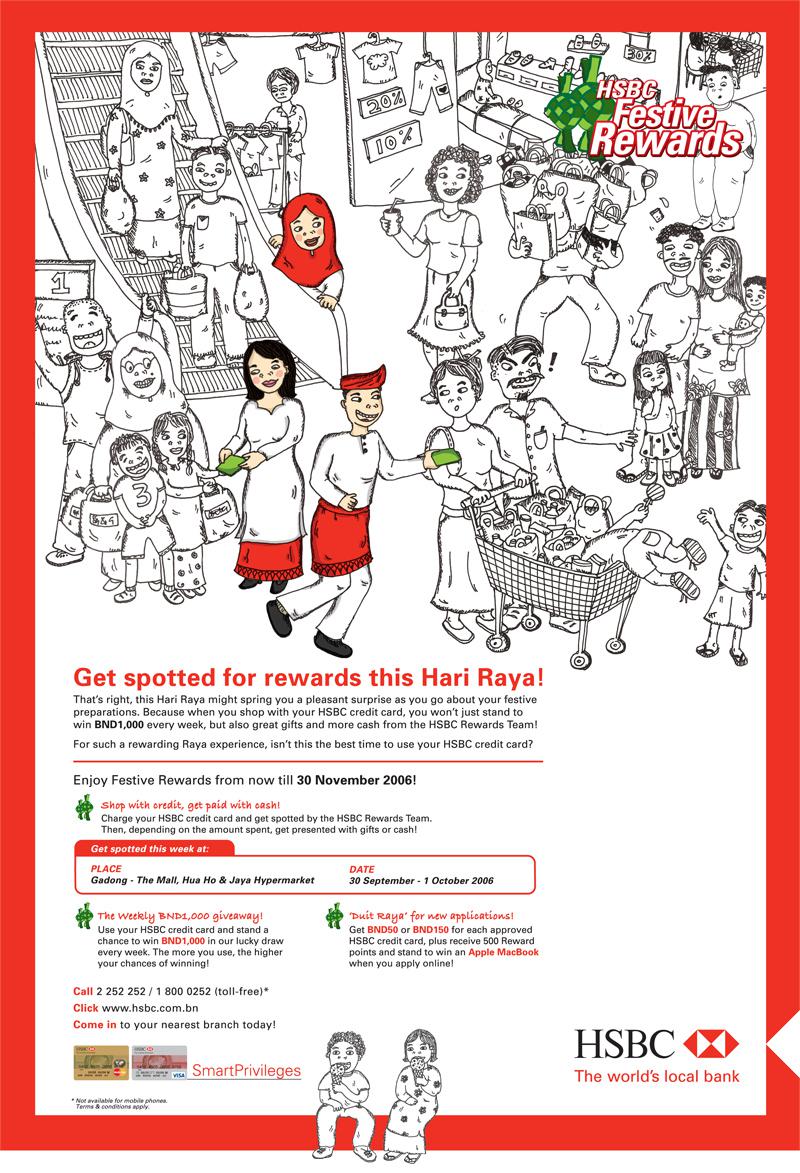 30%
HSBC
Festive
Rewards
20%
10%
1
3
!
Get spotted for rewards this Hari Raya!
That's right, this Hari Raya might spring you a pleasant surprise as you go about your festive
preparations. Because when you shop with your HSBC credit card, you won't just stand to
win BND1,000 every week, but also great gifts and more cash from the HSBC Rewards Team!
For such a rewarding Raya experience, isn't this the best time to use your HSBC credit card?
Enjoy Festive Rewards from now till 30 November 2006!
Shop with credit, get paid with cash!
Charge your HSBC credit card and get spotted by the HSBC Rewards Team.
Then, depending on the amount spent, get presented with gifts or cash!
Get spotted this week at:
PLACE DATE
Gadong - The Mall, Hua Ho & Jaya Hypermarket 30 September - 1 October 2006
The Weekly BND1,000 giveaway!
Use your HSBC credit card and stand a
chance to win BND1,000 in our lucky draw
every week. The more you use, the higher
your chances of winning!
'Duit Raya' for new applications!
Get BND50 or BND150 for each approved
HSBC credit card, plus receive 500 Reward
points and stand to win an Apple MacBook
when you apply online!
Call 2 252 252 / 1 800 0252 (toll-free)*
Click www.hsbc.com.bn
Come in to your nearest branch today!
VISA
SmartPrivileges
* Not available for mobile phones.
Terms & conditions apply.
HSBC
The world's local bank